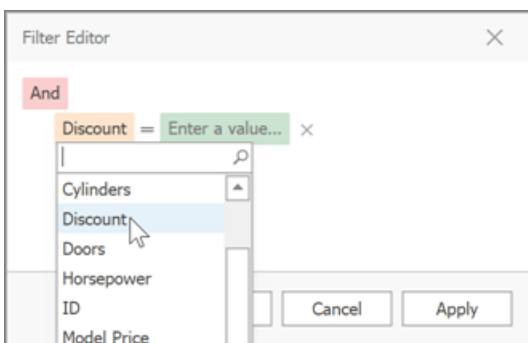 Filter Editor
And
Discount = Enter a value...
Cylinders
Discount
Doors
Horsepower
ID
Model Price
Cancel
Apply